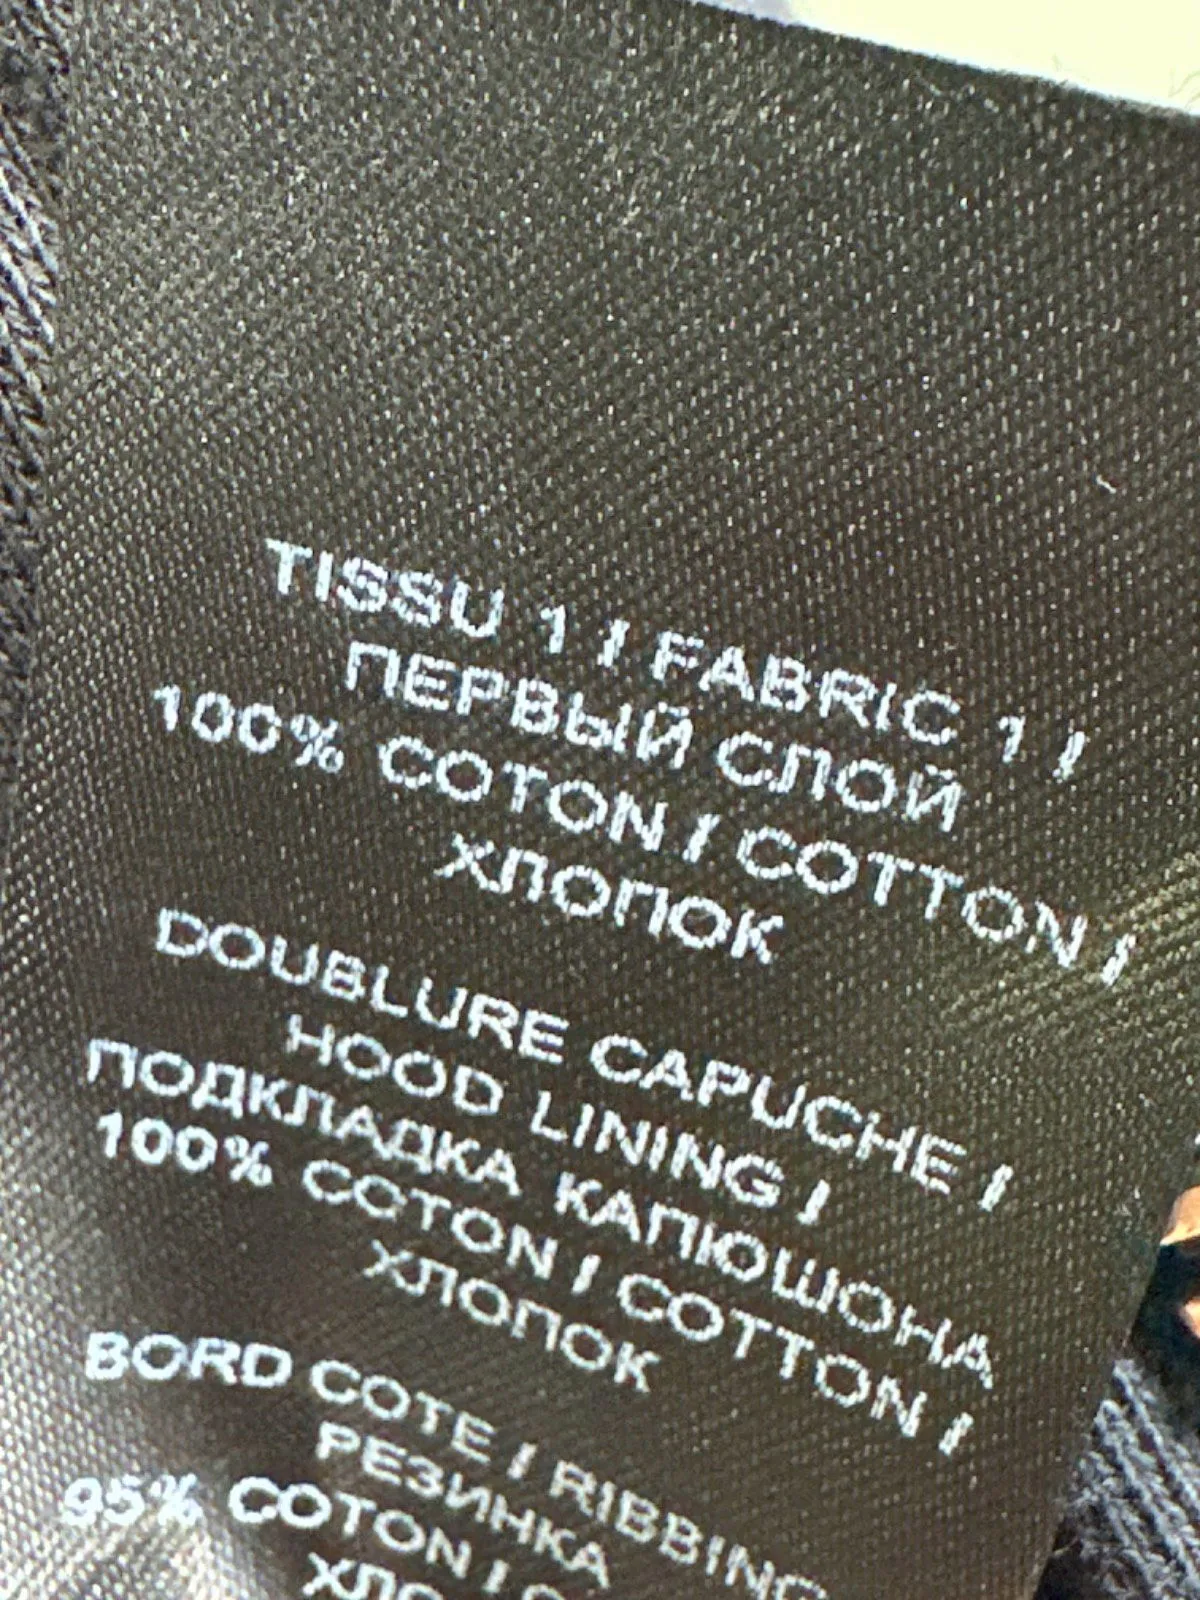 TISSU 1 / FABRIC 1 /
ПЕРВЫЙ СЛОЙ
100% COTON / COTTON /
ХЛОПОК
DOUBLURE CAPUCHE /
HOOD LINING /
ПОДКЛАДКА КАПЮШОНА
100% COTON / COTTON /
ХЛОПОК
BORD COTE / RIBBING
РЕЗИНКА
95% COTON /